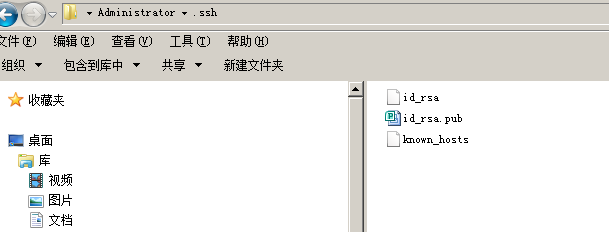 Administrator .ssh
文件(F) 编辑(E) 查看(V) 工具(T) 帮助(H)
组织 包含到库中 共享 新建文件夹
收藏夹
桌面
库
视频
图片
文档
id_rsa
id_rsa.pub
known_hosts